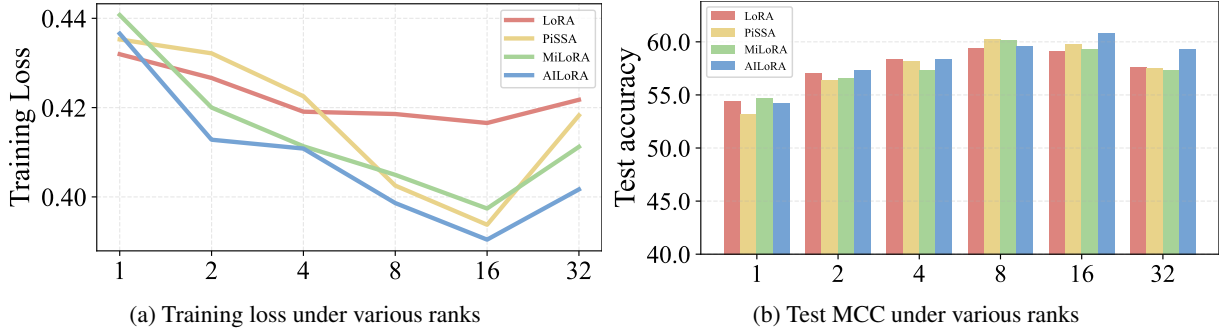 0.44
0.42
0.40
Training Loss
LoRA
PiSSA
MiLoRA
AILoRA
1 2 4 8 16 32
(a) Training loss under various ranks
60.0
55.0
50.0
45.0
40.0
Test accuracy
LoRA
PiSSA
MiLoRA
AILoRA
1 2 4 8 16 32
(b) Test MCC under various ranks